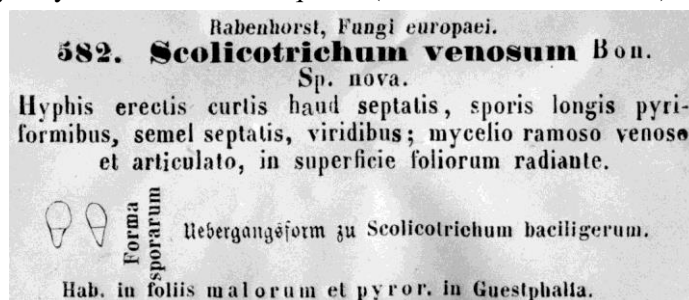 Rabenhorst, Fungi europaei.
582. Scolicotrichum venosum Bon.
Sp. nova.
Hyphis erectis curtis haud septatis, sporis longis pyri-
formibus, semel septatis, viridibus; mycelio ramoso venoso
et articulato, in superficie foliorum radiante.
Forma
sporarum
Uebergangsform zu Scolicotrichum baciligerum.
Hab. in foliis malorum et pyror. in Guestphalia.